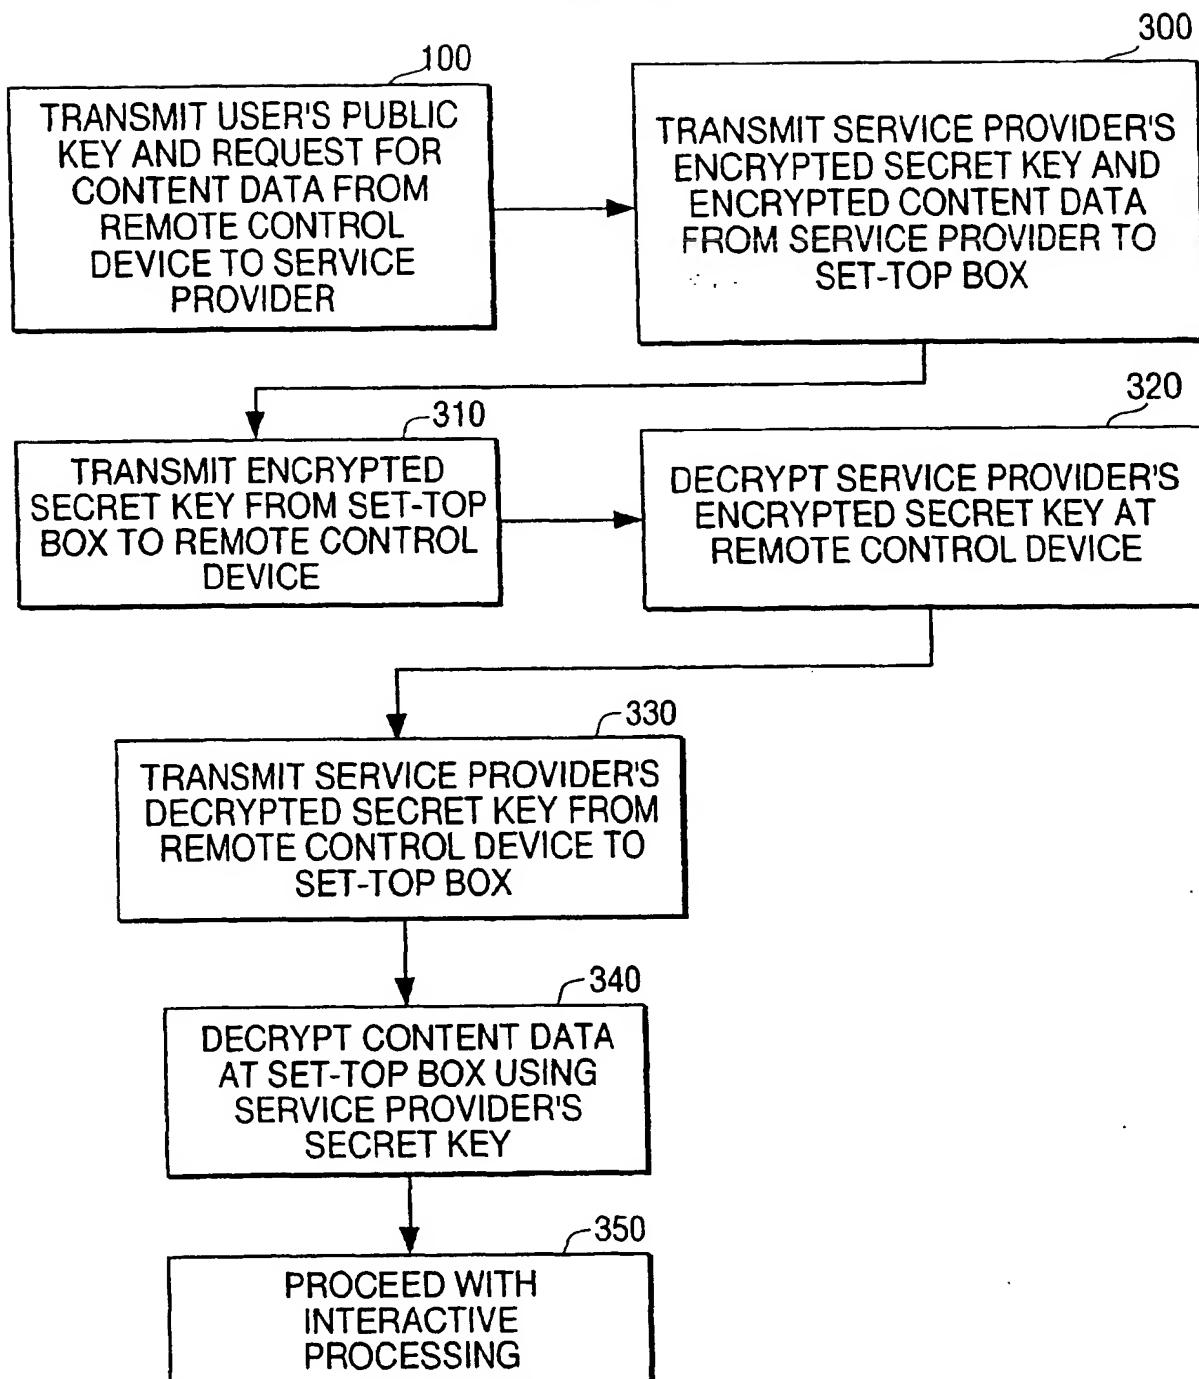 100
TRANSMIT USER'S PUBLIC
KEY AND REQUEST FOR
CONTENT DATA FROM
REMOTE CONTROL
DEVICE TO SERVICE
PROVIDER
300
TRANSMIT SERVICE PROVIDER'S
ENCRYPTED SECRET KEY AND
ENCRYPTED CONTENT DATA
FROM SERVICE PROVIDER TO
SET-TOP BOX
310
TRANSMIT ENCRYPTED
SECRET KEY FROM SET-TOP
BOX TO REMOTE CONTROL
DEVICE
320
DECRYPT SERVICE PROVIDER'S
ENCRYPTED SECRET KEY AT
REMOTE CONTROL DEVICE
330
TRANSMIT SERVICE PROVIDER'S
DECRYPTED SECRET KEY FROM
REMOTE CONTROL DEVICE TO
SET-TOP BOX
340
DECRYPT CONTENT DATA
AT SET-TOP BOX USING
SERVICE PROVIDER'S
SECRET KEY
350
PROCEED WITH
INTERACTIVE
PROCESSING